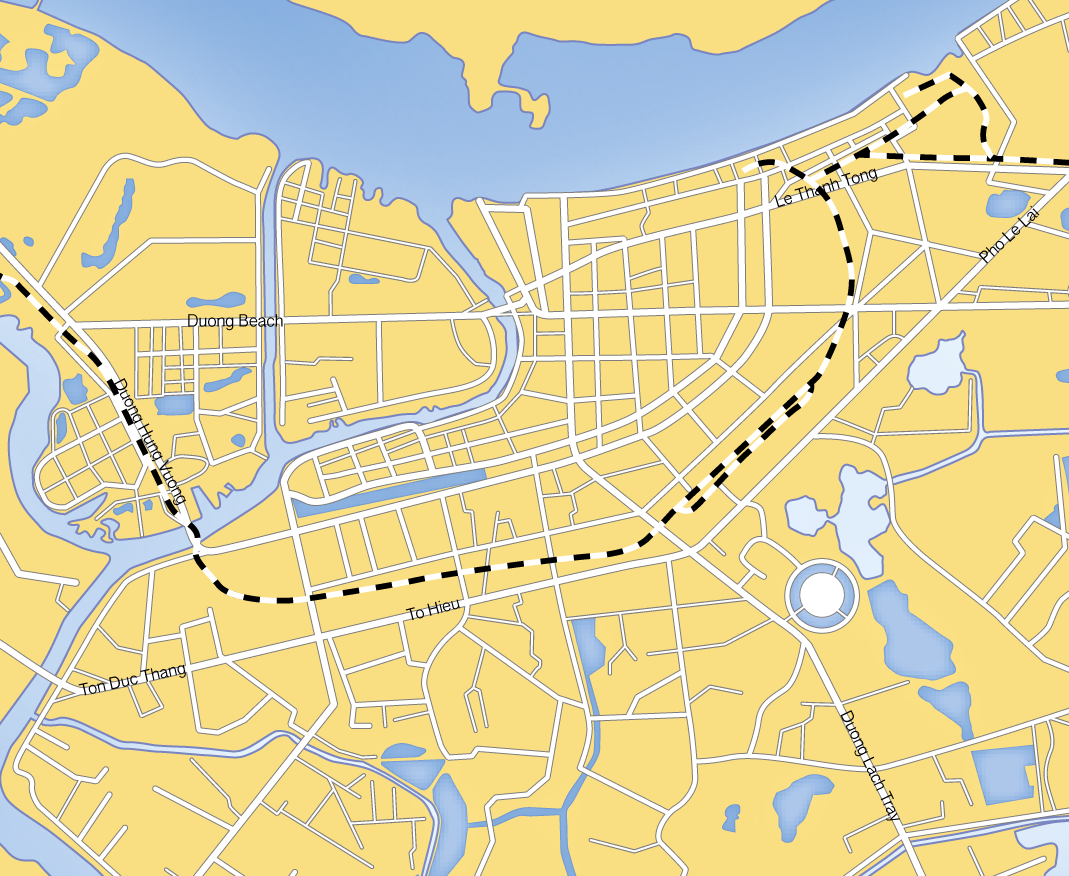 Le Thanh Tong
Pho Le Lai
Duong Beach
Duong Hung Vuong
To Hieu
Ton Duc Thang
Duong Lach Tray